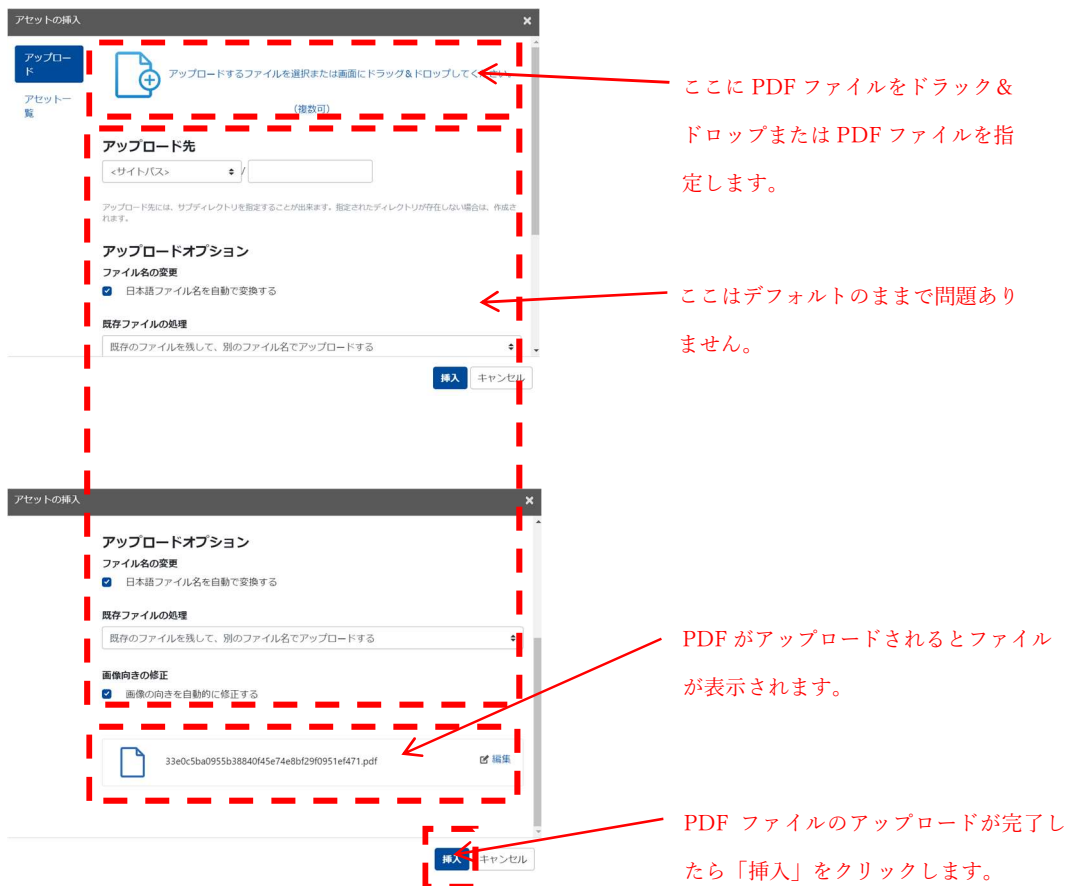 アセットの挿入
×
アップロー
ド
アセット一
覧
アップロードするファイルを選択または画面にドラッグ&ドロップしてください。
(複数可)
ここに PDF ファイルをドラック&
ドロップまたは PDF ファイルを指
定します。
アップロード先
<サイトパス> /
アップロード先には、サブディレクトリを指定することが出来ます。指定されたディレクトリが存在しない場合は、作成さ
れます。
アップロードオプション
ファイル名の変更
日本語ファイル名を自動で変換する
既存ファイルの処理
既存のファイルを残して、別のファイル名でアップロードする
ここはデフォルトのままで問題あり
ません。
挿入 キャンセル
アセットの挿入
×
アップロードオプション
ファイル名の変更
日本語ファイル名を自動で変換する
既存ファイルの処理
既存のファイルを残して、別のファイル名でアップロードする
画像向きの修正
画像の向きを自動的に修正する
PDF がアップロードされるとファイル
が表示されます。
33e0c5ba0955b38840f45e74e8bf29f0951ef471.pdf
編集
挿入 キャンセル
PDF ファイルのアップロードが完了し
たら「挿入」をクリックします。